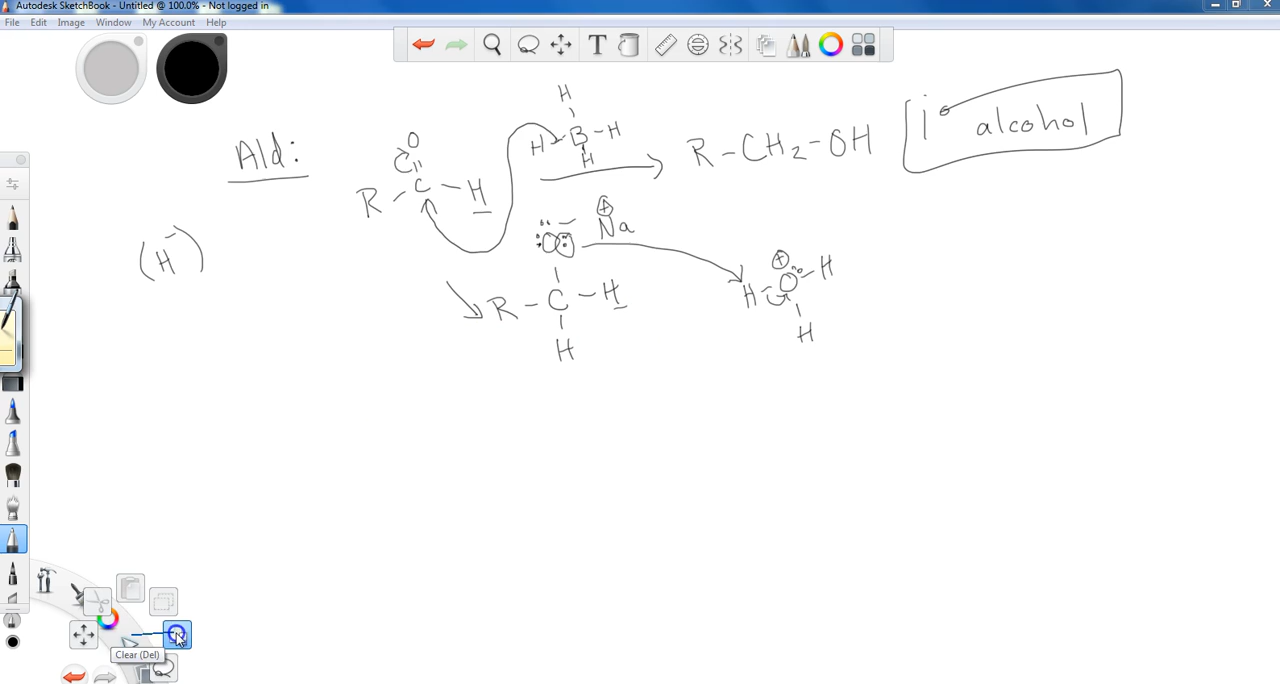 Autodesk SketchBook - Untitled @ 100.0% - Not logged in
File Edit Image Window My Account Help
T
Ald:
O
C
R - C - H
H
H - B - H
H
R - CH2 - OH
1° alcohol
(H⁻)
O⁻ Na⊕
R - C - H
H
⊕
H - O - H
H
Clear (Del)